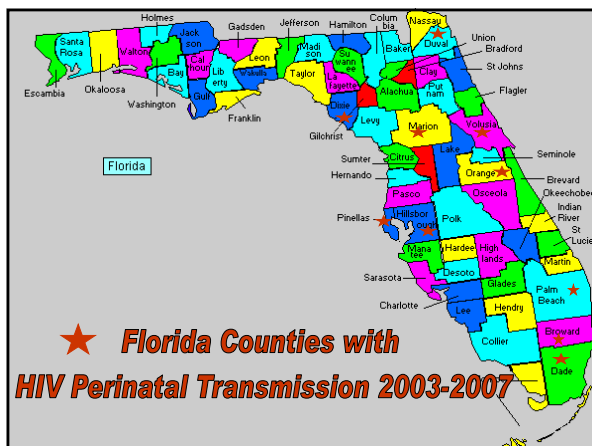 Nassau
Holmes
Jefferson
Hamilton
Columbia
Gadsden
Jack
son
Santa
Rosa
Walton
Madi
son
Baker
Duval
Union
Bradford
Okaloosa
Leon
Su
wann
ee
St Johns
Bay
Cal
houn
Lib
erty
Wakulla
Taylor
La
fayette
Clay
Escambia
Washington
Gulf
Franklin
Dixie
Alachua
Put
nam
Flagler
Gilchrist
Levy
Marion
Volusia
Florida
Citrus
Lake
Seminole
Sumter
Hernando
Orange
Brevard
Pasco
Osceola
Okeechobee
Indian
River
St
Lucie
Pinellas
Hillsbor
ough
Polk
Mana
tee
Hardee
High
lands
Martin
Sarasota
Desoto
Glades
Palm
Beach
Charlotte
Lee
Hendry
Collier
Broward
Dade
Florida Counties with
HIV Perinatal Transmission 2003-2007